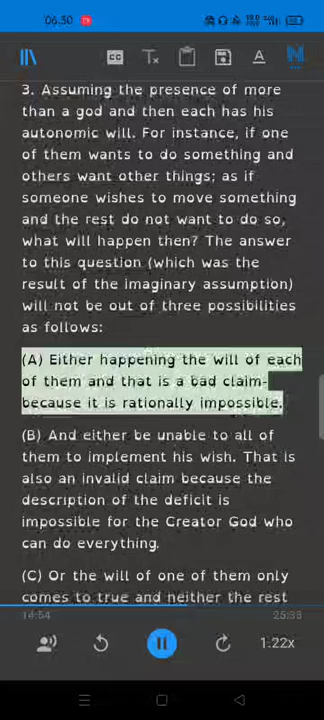 06:30
CC
3. Assuming the presence of more
than a god and then each has his
autonomic will. For instance, if one
of them wants to do something and
others want other things; as if
someone wishes to move something
and the rest do not want to do so,
what will happen then? The answer
to this question (which was the
result of the imaginary assumption)
will not be out of three possibilities
as follows:
(A) Either happening the will of each
of them and that is a bad claim-
because it is rationally impossible.
(B) And either be unable to all of
them to implement his wish. That is
also an invalid claim because the
description of the deficit is
impossible for the Creator God who
can do everything.
(C) Or the will of one of them only
comes to true and neither the rest
14:54
25:33
1.22x